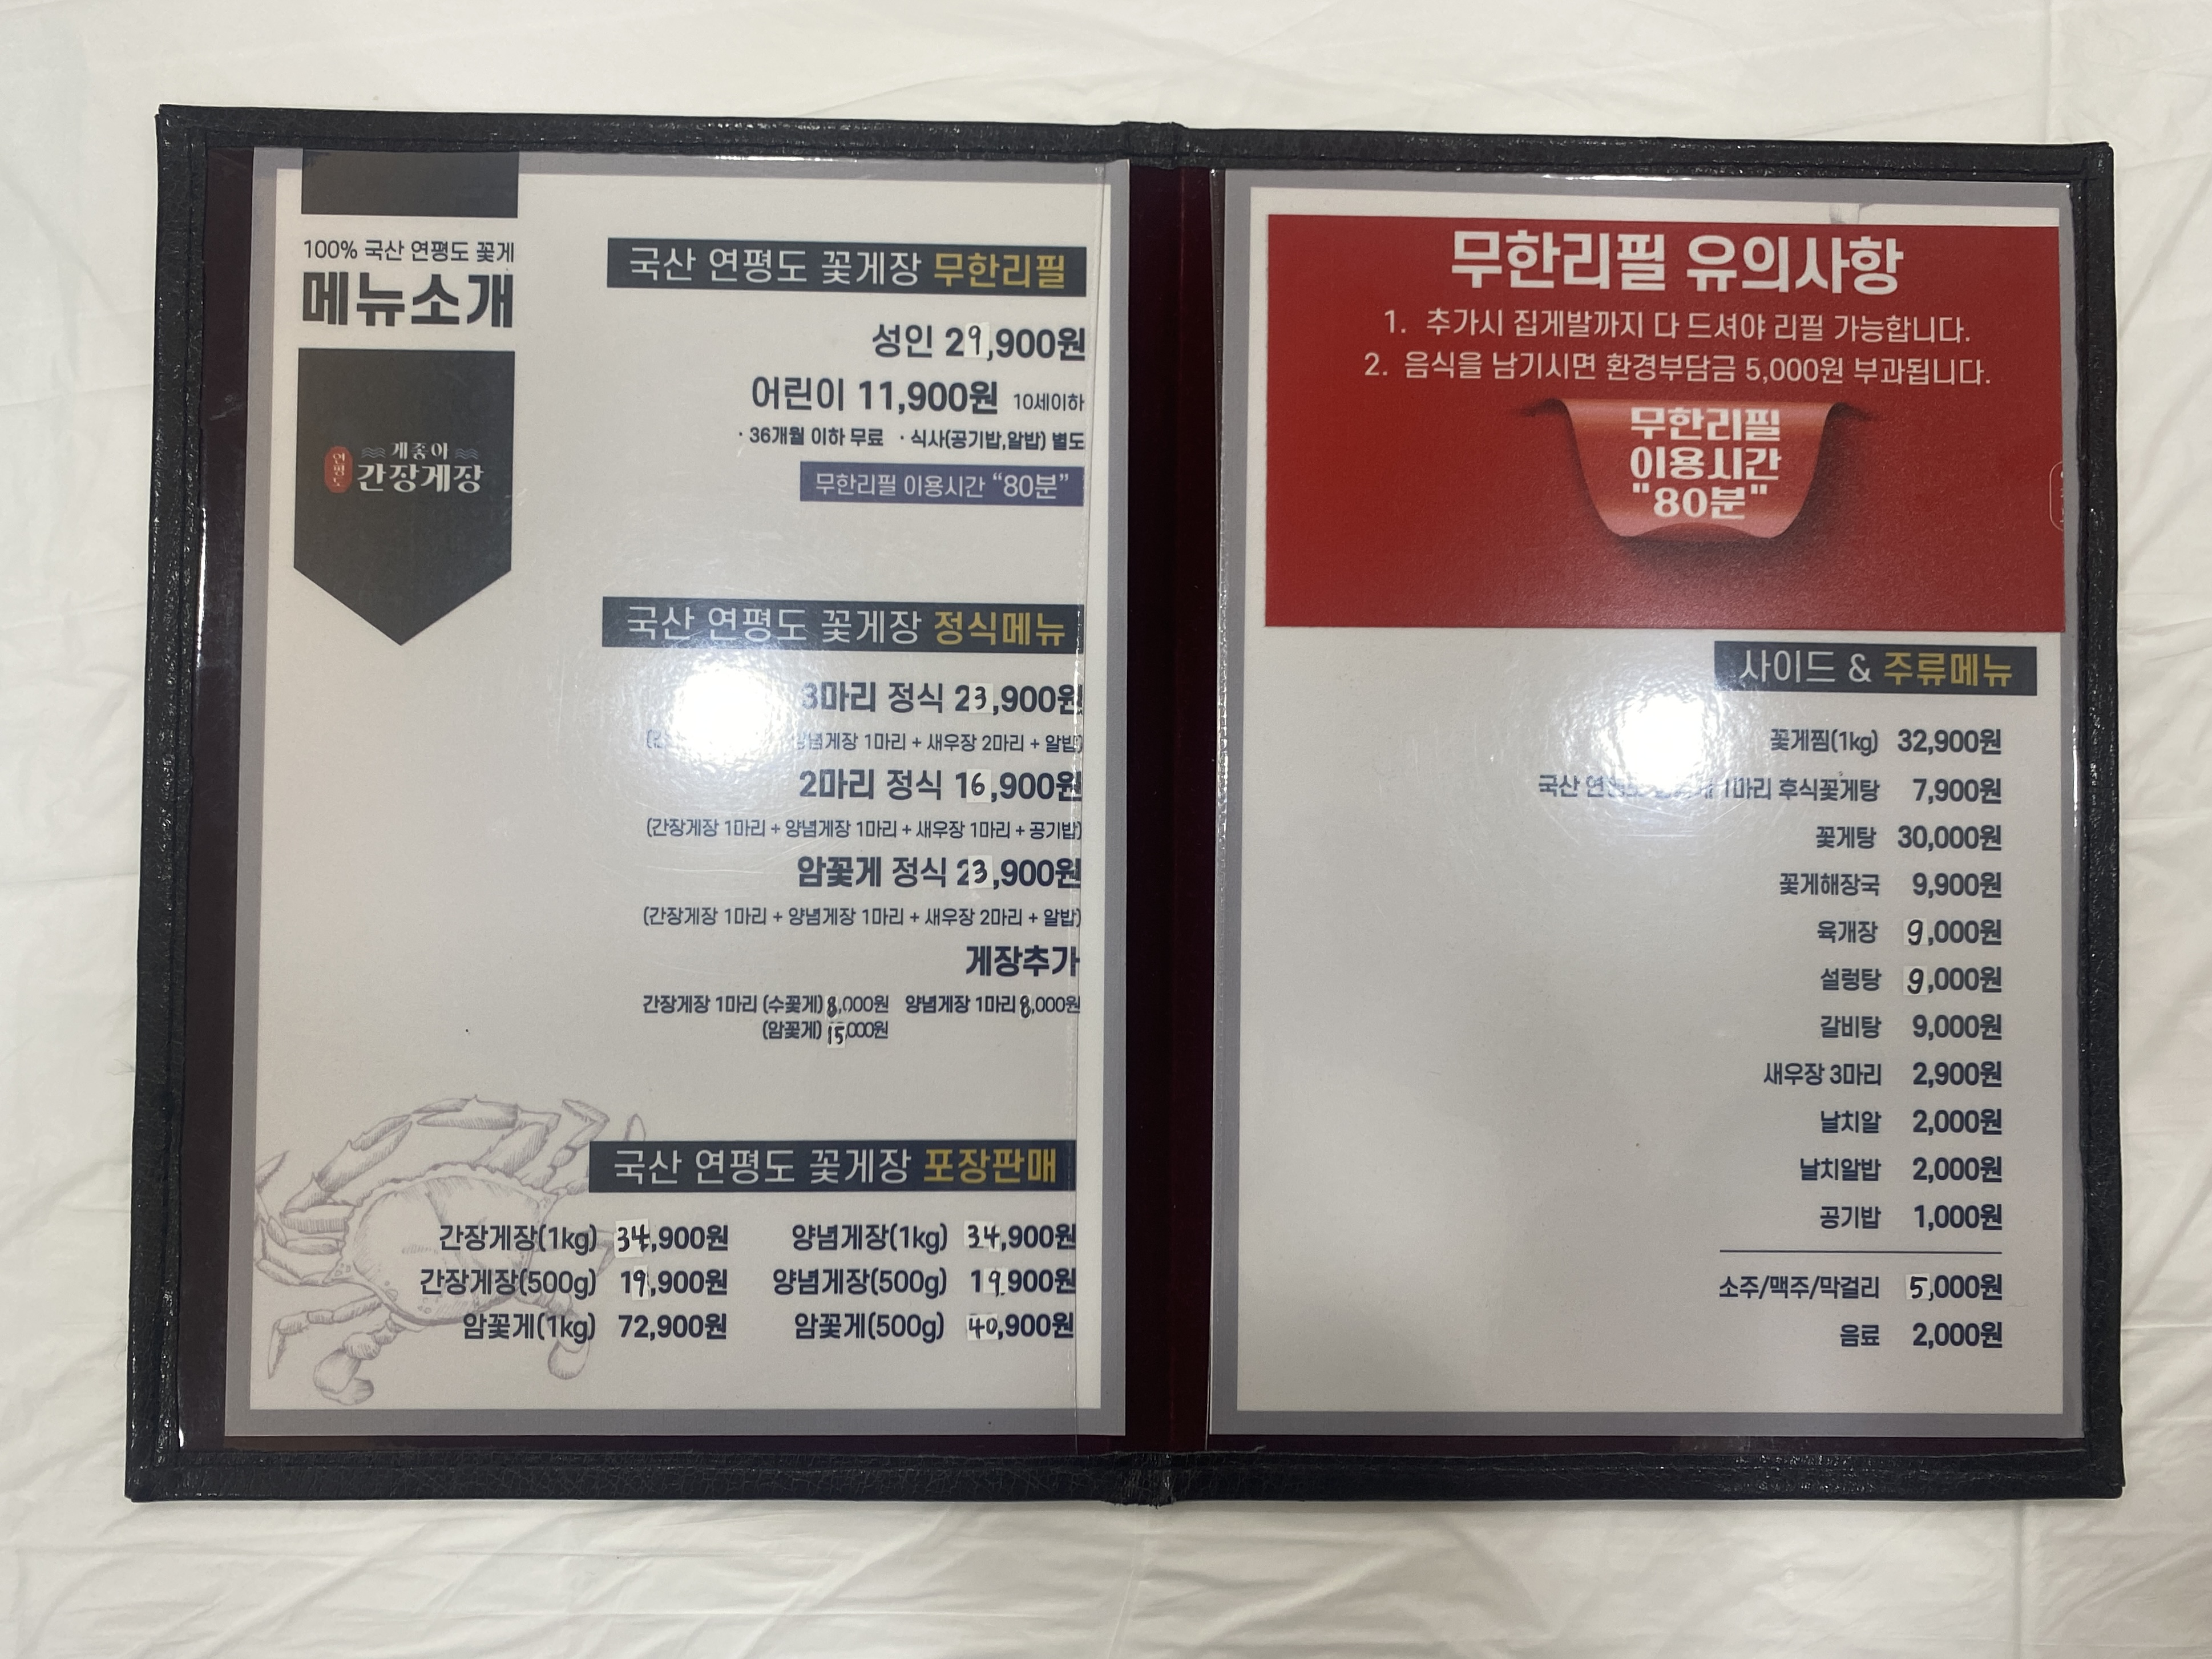 100% 국산 연평도 꽃게
메뉴소개
연평도
게좋아
간장게장
국산 연평도 꽃게장 무한리필
성인 29,900원
어린이 11,900원 10세이하
· 36개월 이하 무료 · 식사(공기밥,알밥) 별도
무한리필 이용시간 “80분”
국산 연평도 꽃게장 정식메뉴
3마리 정식 23,900원
양념게장 1마리 + 새우장 2마리 + 알밥)
2마리 정식 16,900원
(간장게장 1마리 + 양념게장 1마리 + 새우장 1마리 + 공기밥)
암꽃게 정식 23,900원
(간장게장 1마리 + 양념게장 1마리 + 새우장 2마리 + 알밥)
게장추가
간장게장 1마리 (수꽃게) 8,000원 양념게장 1마리 8,000원
(암꽃게) 15,000원
국산 연평도 꽃게장 포장판매
간장게장(1kg) 34,900원 양념게장(1kg) 34,900원
간장게장(500g) 19,900원 양념게장(500g) 19,900원
암꽃게(1kg) 72,900원 암꽃게(500g) 40,900원
무한리필 유의사항
1. 추가시 집게발까지 다 드셔야 리필 가능합니다.
2. 음식을 남기시면 환경부담금 5,000원 부과됩니다.
무한리필
이용시간
"80분"
사이드 & 주류메뉴
꽃게찜(1kg) 32,900원
국산 1마리 후식꽃게탕 7,900원
꽃게탕 30,000원
꽃게해장국 9,900원
육개장 9,000원
설렁탕 9,000원
갈비탕 9,000원
새우장 3마리 2,900원
날치알 2,000원
날치알밥 2,000원
공기밥 1,000원
소주/맥주/막걸리 5,000원
음료 2,000원